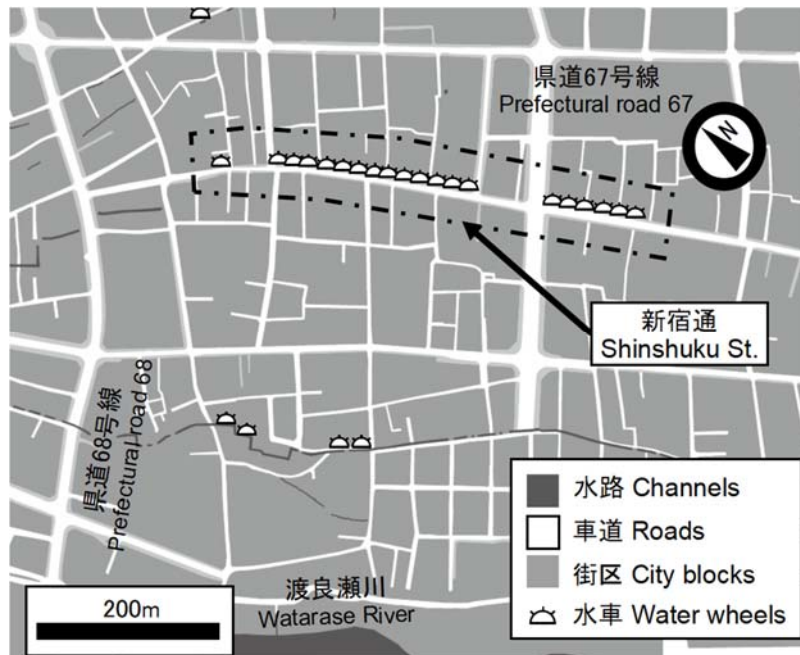 県道67号線
Prefectural road 67
N
新宿通
Shinshuku St.
県道68号線
Prefectural road 68
水路 Channels
車道 Roads
街区 City blocks
水車 Water wheels
渡良瀬川
Watarase River
200m